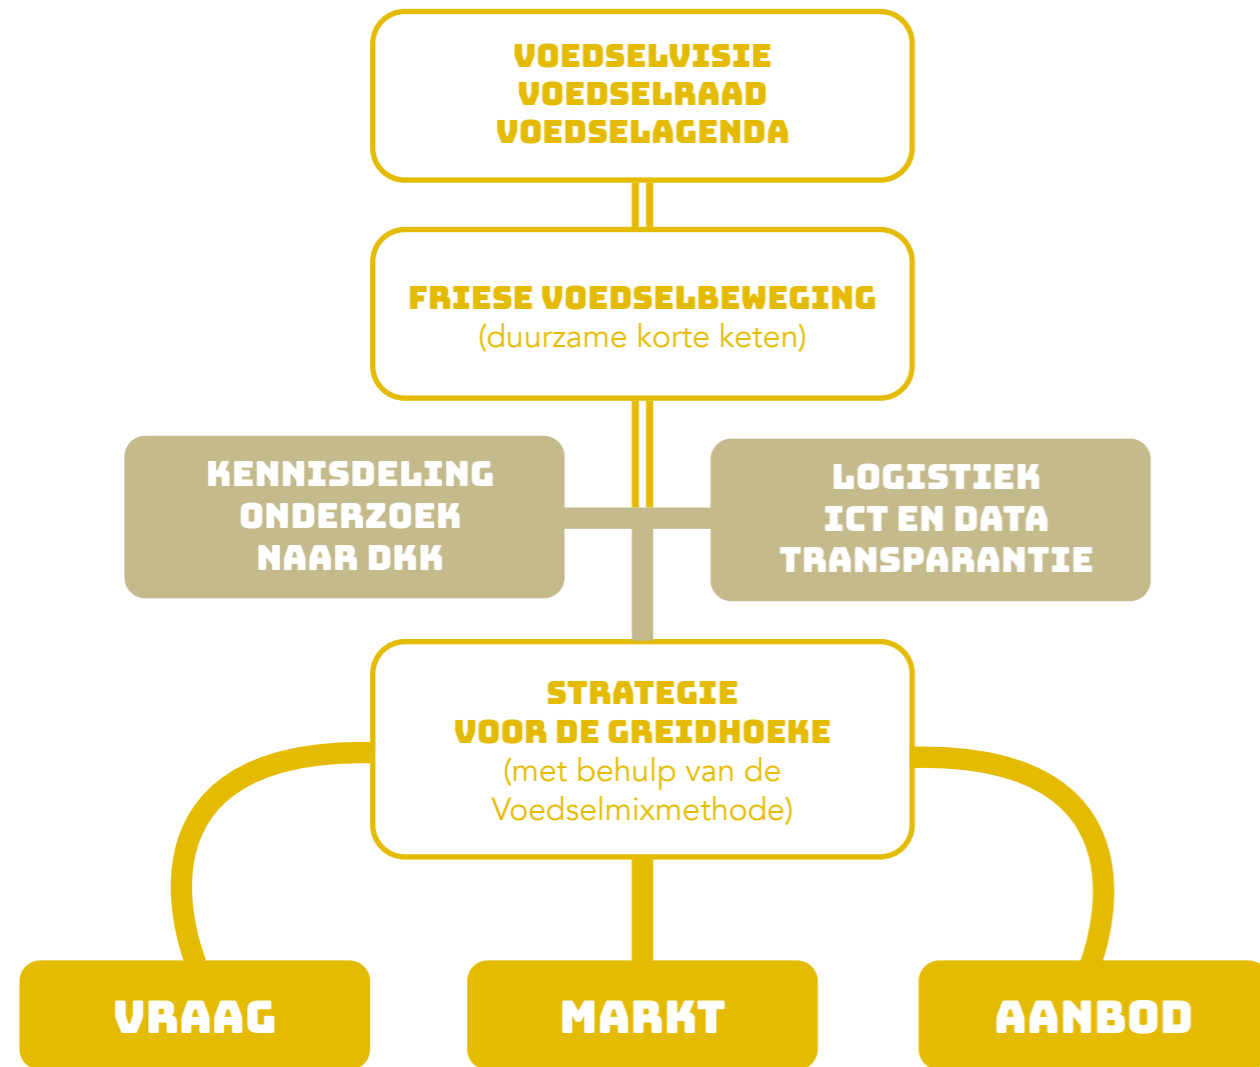 VOEDSELVISIE
VOEDSELRAAD
VOEDSELAGENDA
FRIESE VOEDSELBEWEGING
(duurzame korte keten)
KENNISDELING
ONDERZOEK
NAAR DKK
LOGISTIEK
ICT EN DATA
TRANSPARANTIE
STRATEGIE
VOOR DE GREIDHOEKE
(met behulp van de
Voedselmixmethode)
VRAAG
MARKT
AANBOD